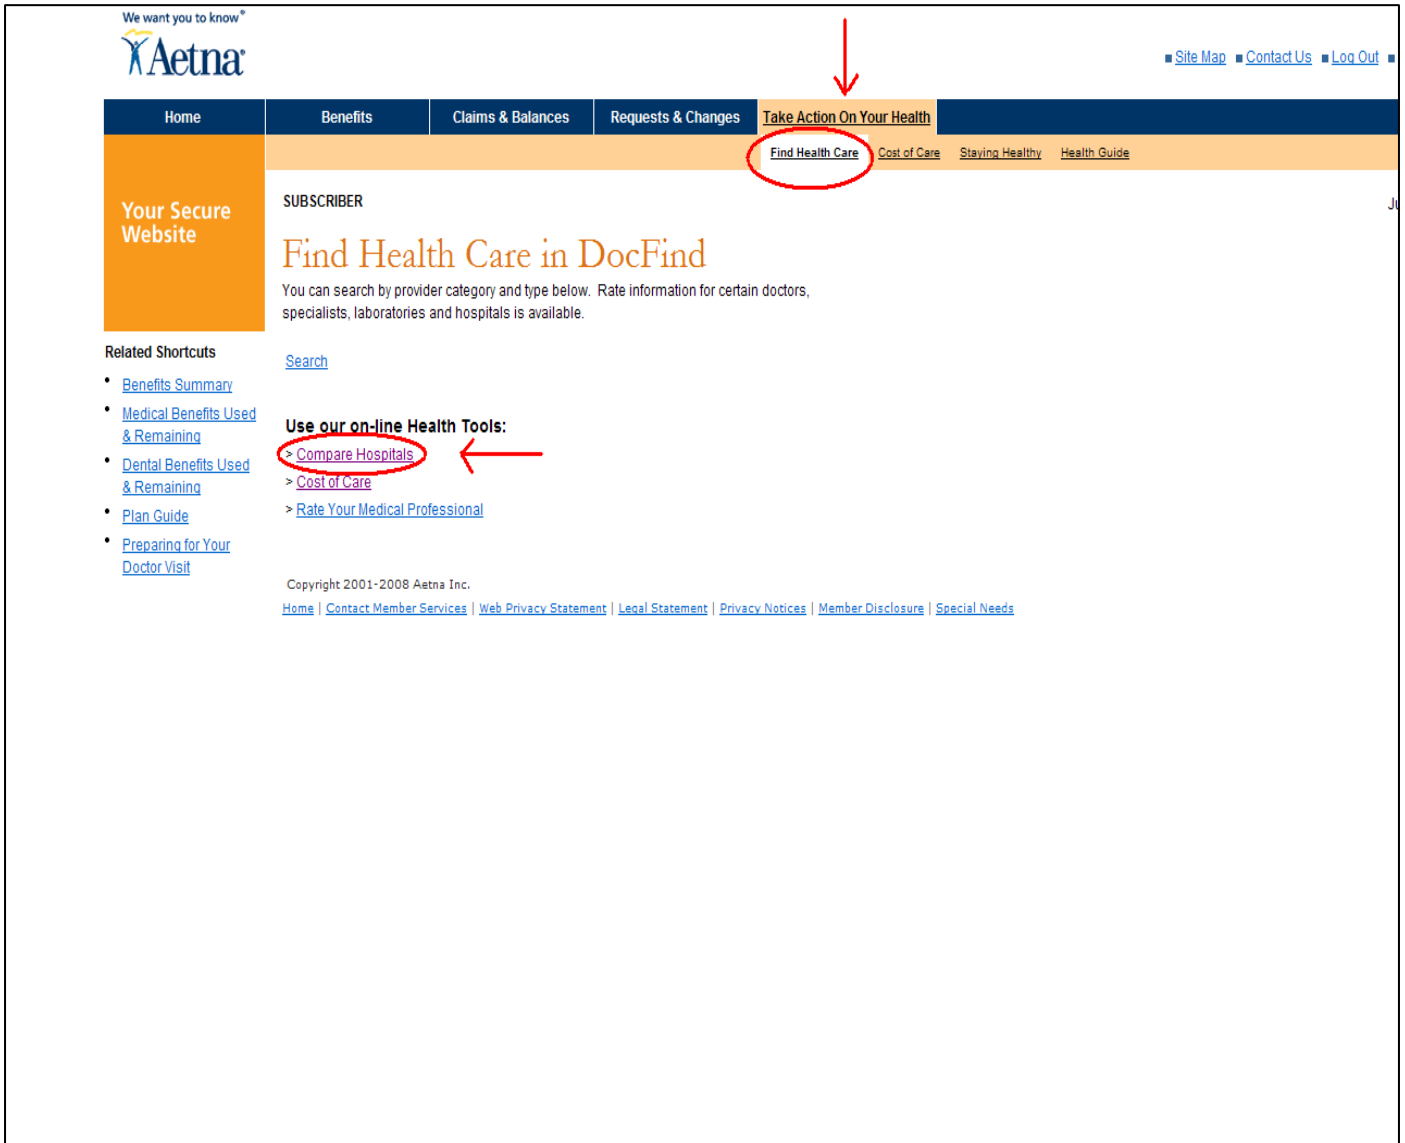 We want you to know®
Aetna®
Site Map Contact Us Log Out
Home Benefits Claims & Balances Requests & Changes Take Action On Your Health
Find Health Care Cost of Care Staying Healthy Health Guide
Your Secure
Website
SUBSCRIBER
Find Health Care in DocFind
You can search by provider category and type below. Rate information for certain doctors,
specialists, laboratories and hospitals is available.
Search
Use our on-line Health Tools:
> Compare Hospitals
> Cost of Care
> Rate Your Medical Professional
Related Shortcuts
• Benefits Summary
• Medical Benefits Used
& Remaining
• Dental Benefits Used
& Remaining
• Plan Guide
• Preparing for Your
Doctor Visit
Copyright 2001-2008 Aetna Inc.
Home | Contact Member Services | Web Privacy Statement | Legal Statement | Privacy Notices | Member Disclosure | Special Needs